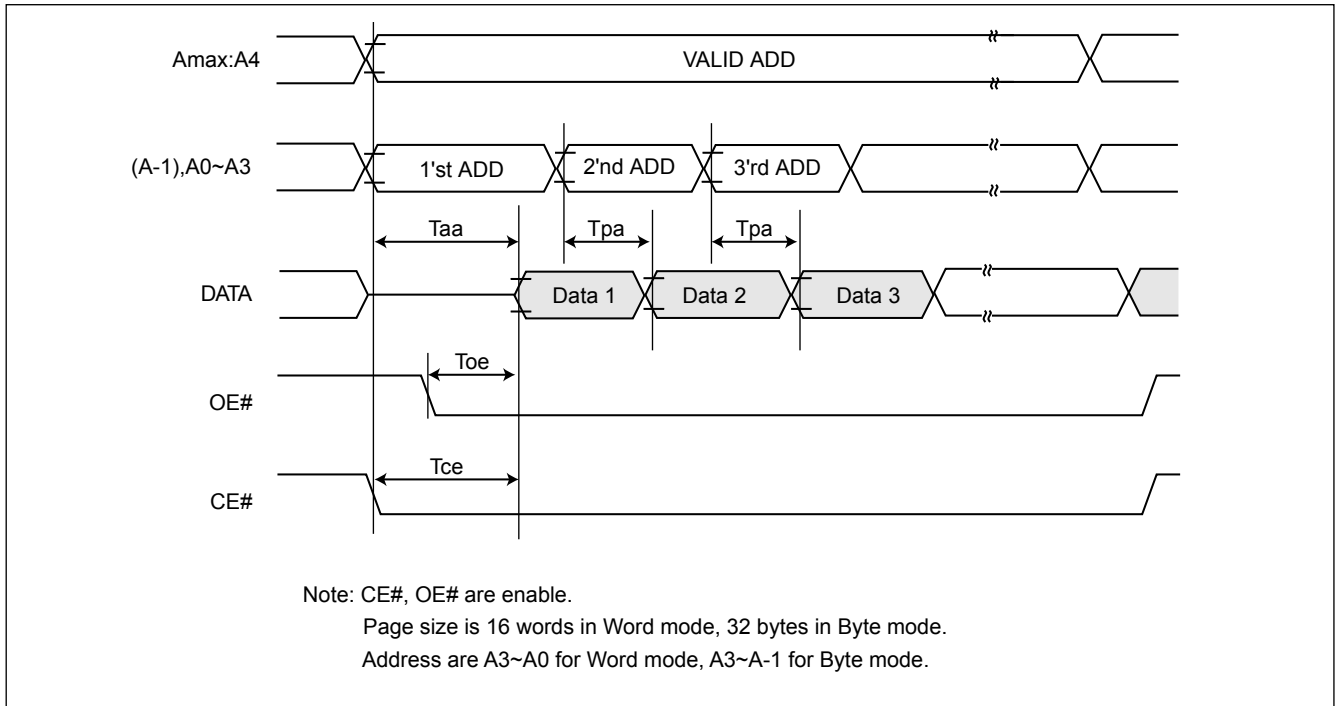 Amax:A4
VALID ADD
(A-1),A0~A3
1'st ADD
2'nd ADD
3'rd ADD
Taa
Tpa
Tpa
DATA
Data 1
Data 2
Data 3
Toe
OE#
Tce
CE#
Note: CE#, OE# are enable.
Page size is 16 words in Word mode, 32 bytes in Byte mode.
Address are A3~A0 for Word mode, A3~A-1 for Byte mode.